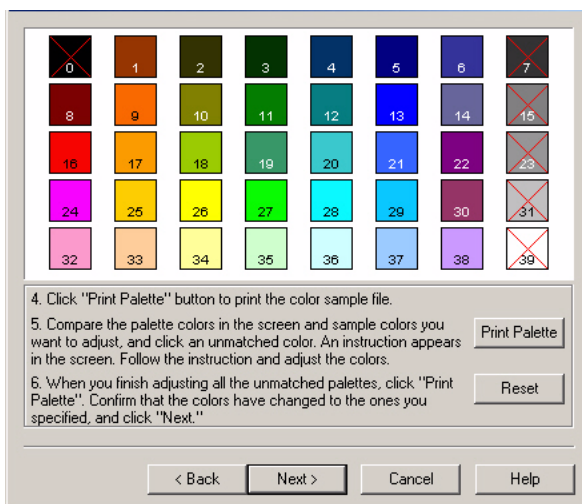 0 1 2 3 4 5 6 7
8 9 10 11 12 13 14 15
16 17 18 19 20 21 22 23
24 25 26 27 28 29 30 31
32 33 34 35 36 37 38 39
4. Click "Print Palette" button to print the color sample file.
5. Compare the palette colors in the screen and sample colors you
want to adjust, and click an unmatched color. An instruction appears
in the screen. Follow the instruction and adjust the colors.
Print Palette
6. When you finish adjusting all the unmatched palettes, click "Print
Palette". Confirm that the colors have changed to the ones you
specified, and click "Next."
Reset
< Back
Next >
Cancel
Help